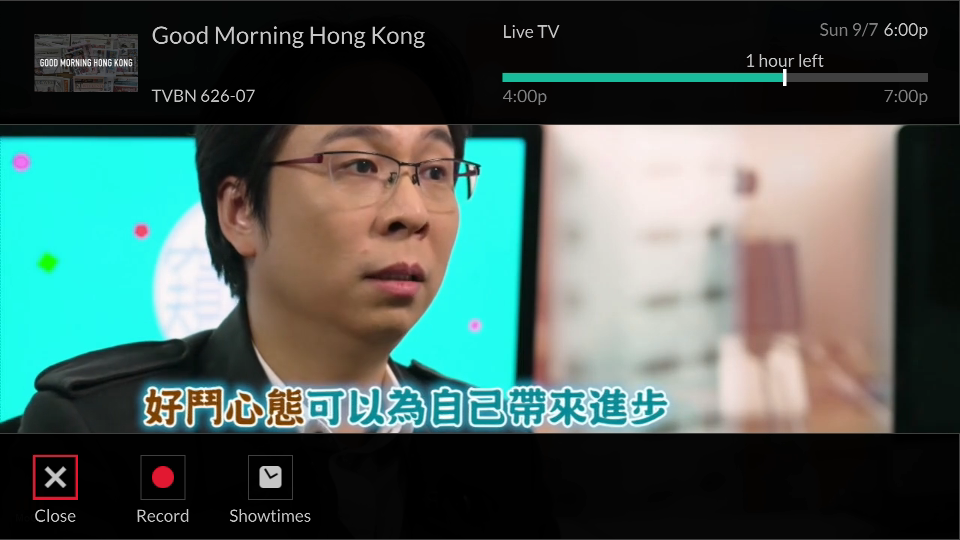 Good Morning Hong Kong
GOOD MORNING HONG KONG
TVBN 626-07
Live TV
Sun 9/7 6:00p
1 hour left
4:00p
7:00p
好鬥心態可以為自己帶來進步
Close
Record
Showtimes